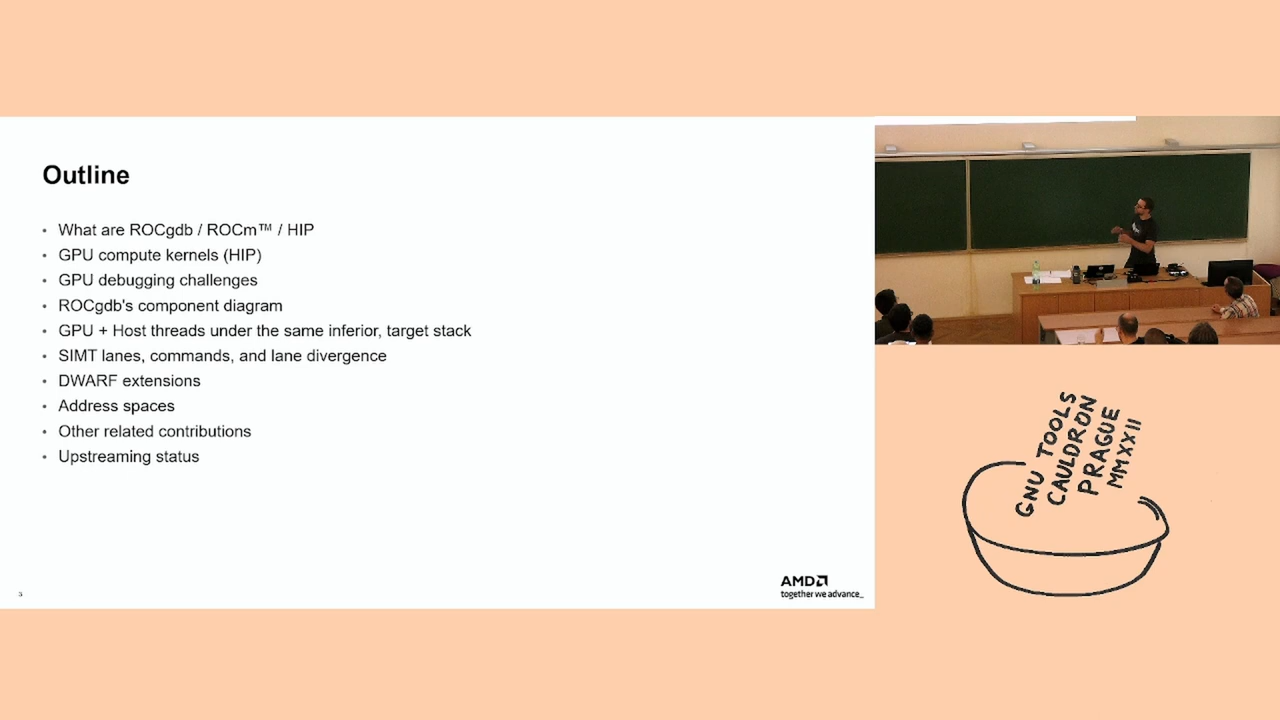 Outline
• What are ROCgdb / ROCm™ / HIP
• GPU compute kernels (HIP)
• GPU debugging challenges
• ROCgdb's component diagram
• GPU + Host threads under the same inferior, target stack
• SIMT lanes, commands, and lane divergence
• DWARF extensions
• Address spaces
• Other related contributions
• Upstreaming status
AMD
together we advance_
GNU TOOLS
CAULDRON
PRAGUE
MMXXII